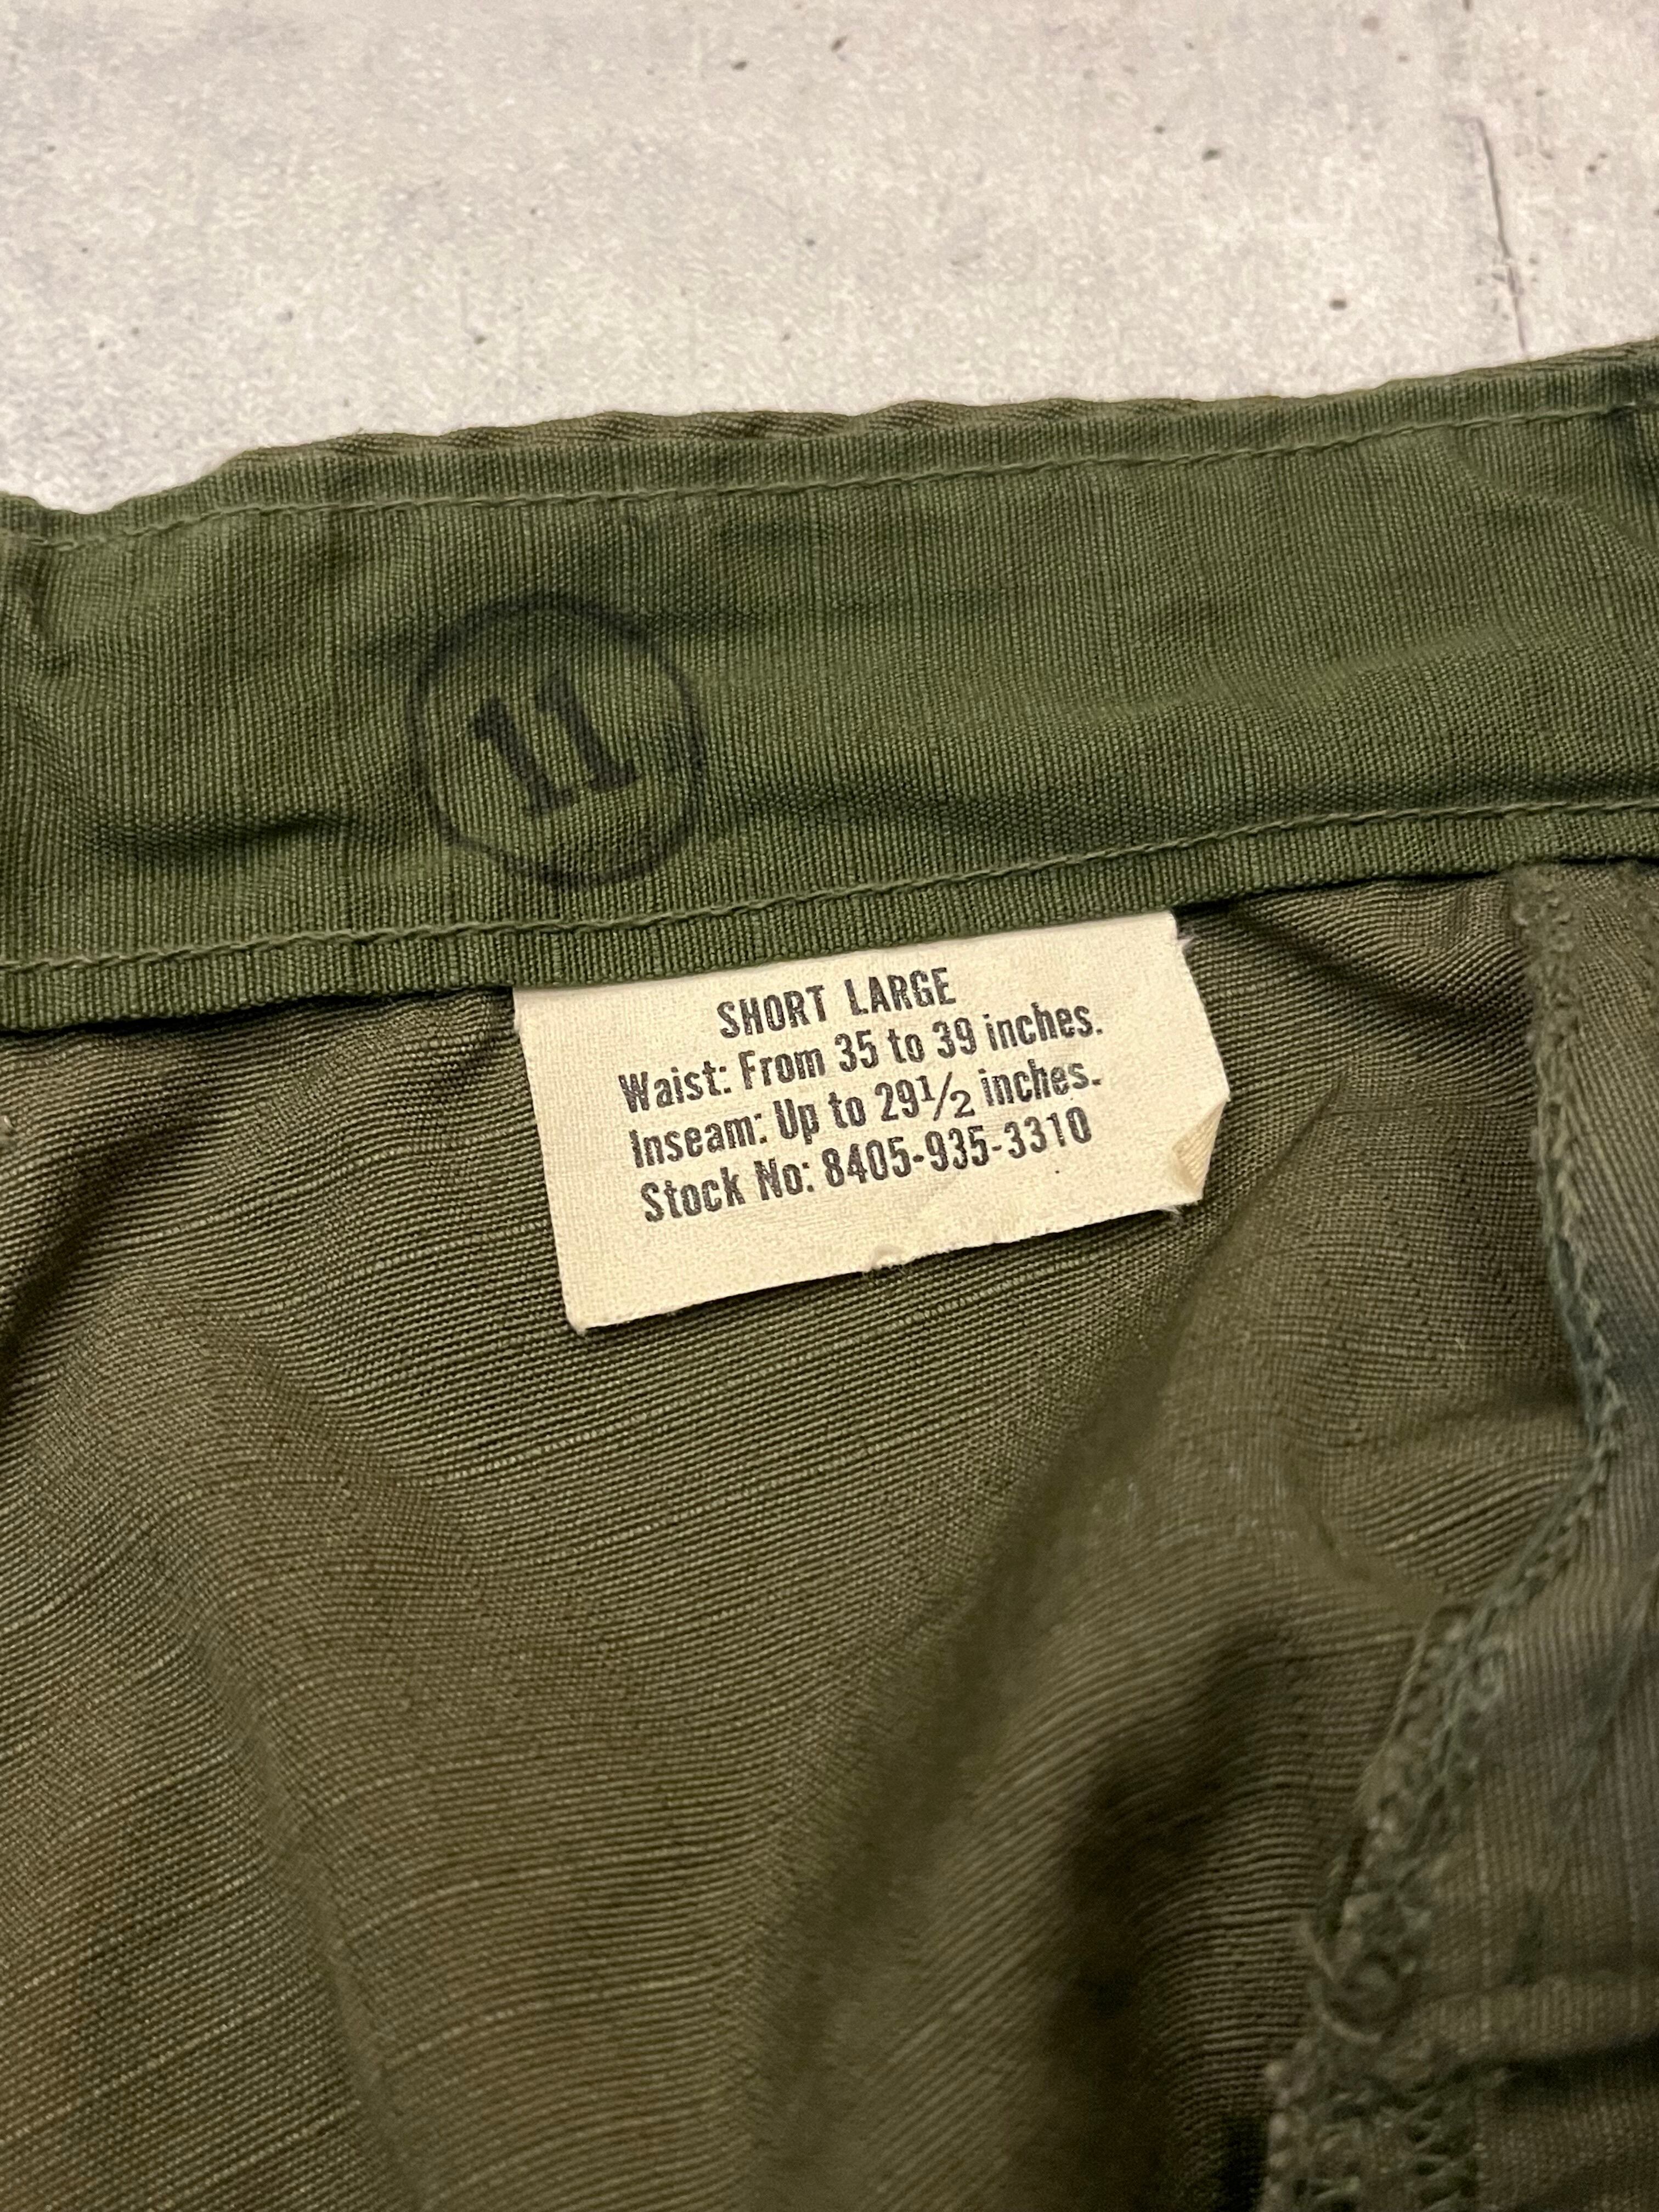 11
SHORT LARGE
Waist: From 35 to 39 inches.
Inseam: Up to 29½ inches.
Stock No: 8405-935-3310